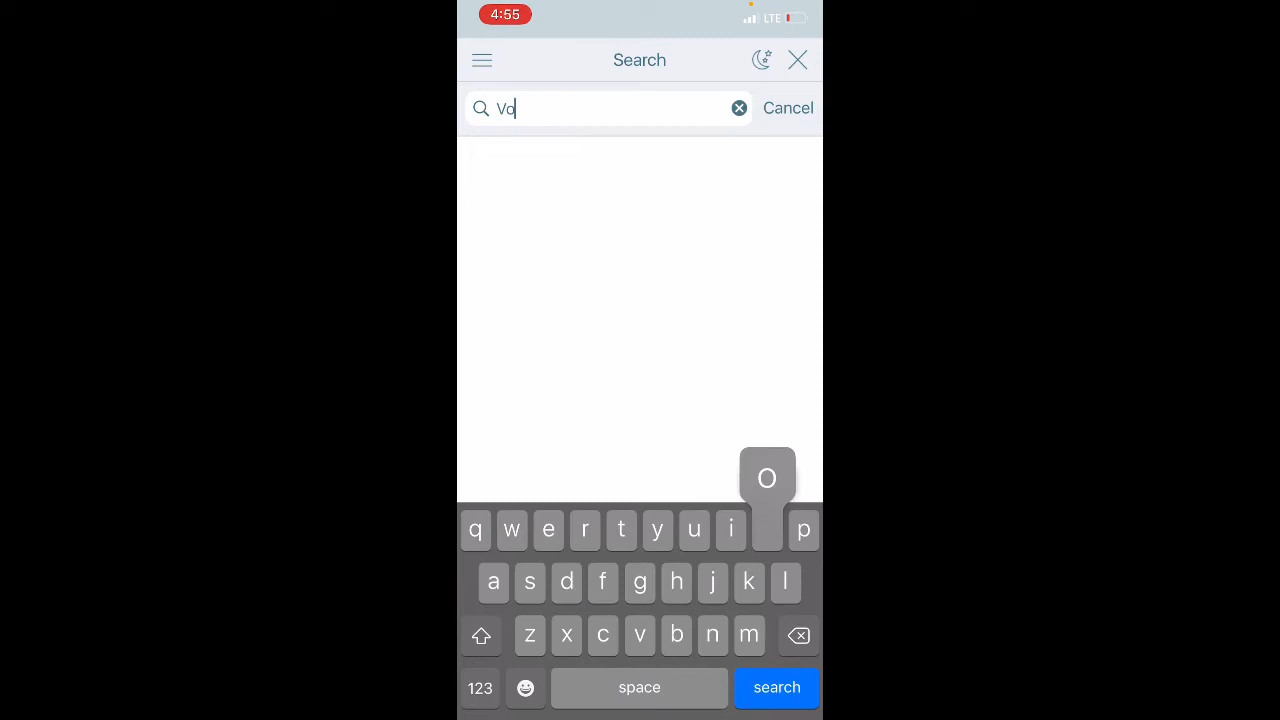 4:55
LTE
Search
Vo
Cancel
O
q w e r t y u i p
a s d f g h j k l
z x c v b n m
123 space search